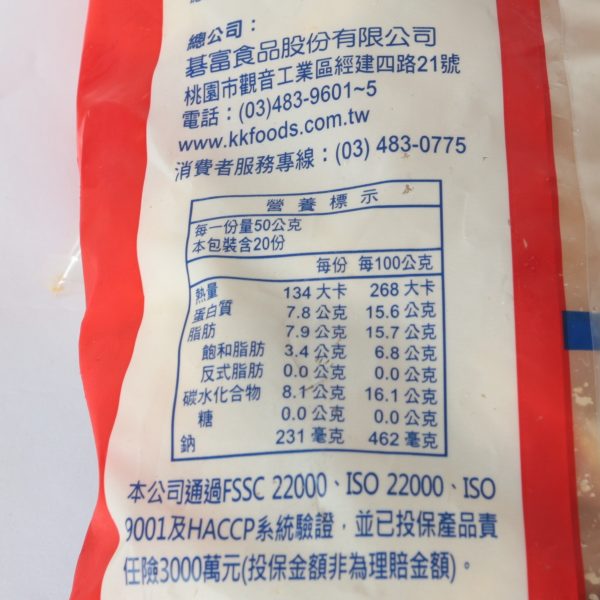 總公司：
碁富食品股份有限公司
桃園市觀音工業區經建四路21號
電話：(03)483-9601~5
www.kkfoods.com.tw
消費者服務專線：(03) 483-0775
營養標示
每一份量50公克
本包裝含20份
每份 每100公克
熱量 134 大卡 268 大卡
蛋白質 7.8 公克 15.6 公克
脂肪 7.9 公克 15.7 公克
飽和脂肪 3.4 公克 6.8 公克
反式脂肪 0.0 公克 0.0 公克
碳水化合物 8.1 公克 16.1 公克
糖 0.0 公克 0.0 公克
鈉 231 毫克 462 毫克
本公司通過FSSC 22000、ISO 22000、ISO
9001及HACCP系統驗證，並已投保產品責
任險3000萬元(投保金額非為理賠金額)。